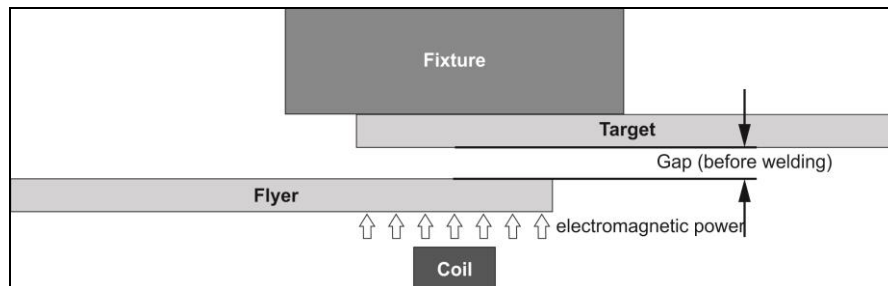 Fixture
Target
Gap (before welding)
Flyer
electromagnetic power
Coil